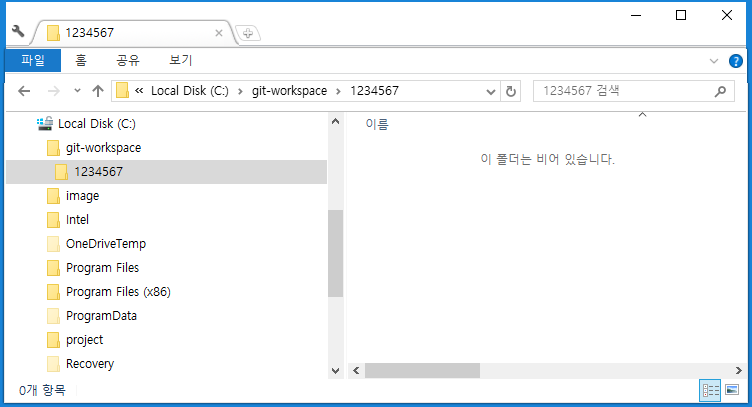 1234567
파일 홈 공유 보기
« Local Disk (C:) > git-workspace > 1234567
1234567 검색
Local Disk (C:)
git-workspace
1234567
image
Intel
OneDriveTemp
Program Files
Program Files (x86)
ProgramData
project
Recovery
이름
이 폴더는 비어 있습니다.
0개 항목